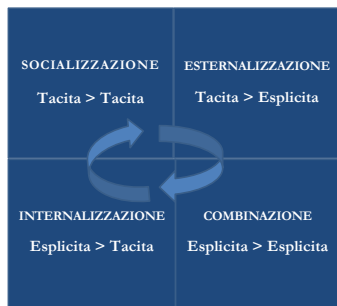 SOCIALIZZAZIONE
Tacita > Tacita
ESTERNALIZZAZIONE
Tacita > Esplicita
INTERNALIZZAZIONE
Esplicita > Tacita
COMBINAZIONE
Esplicita > Esplicita